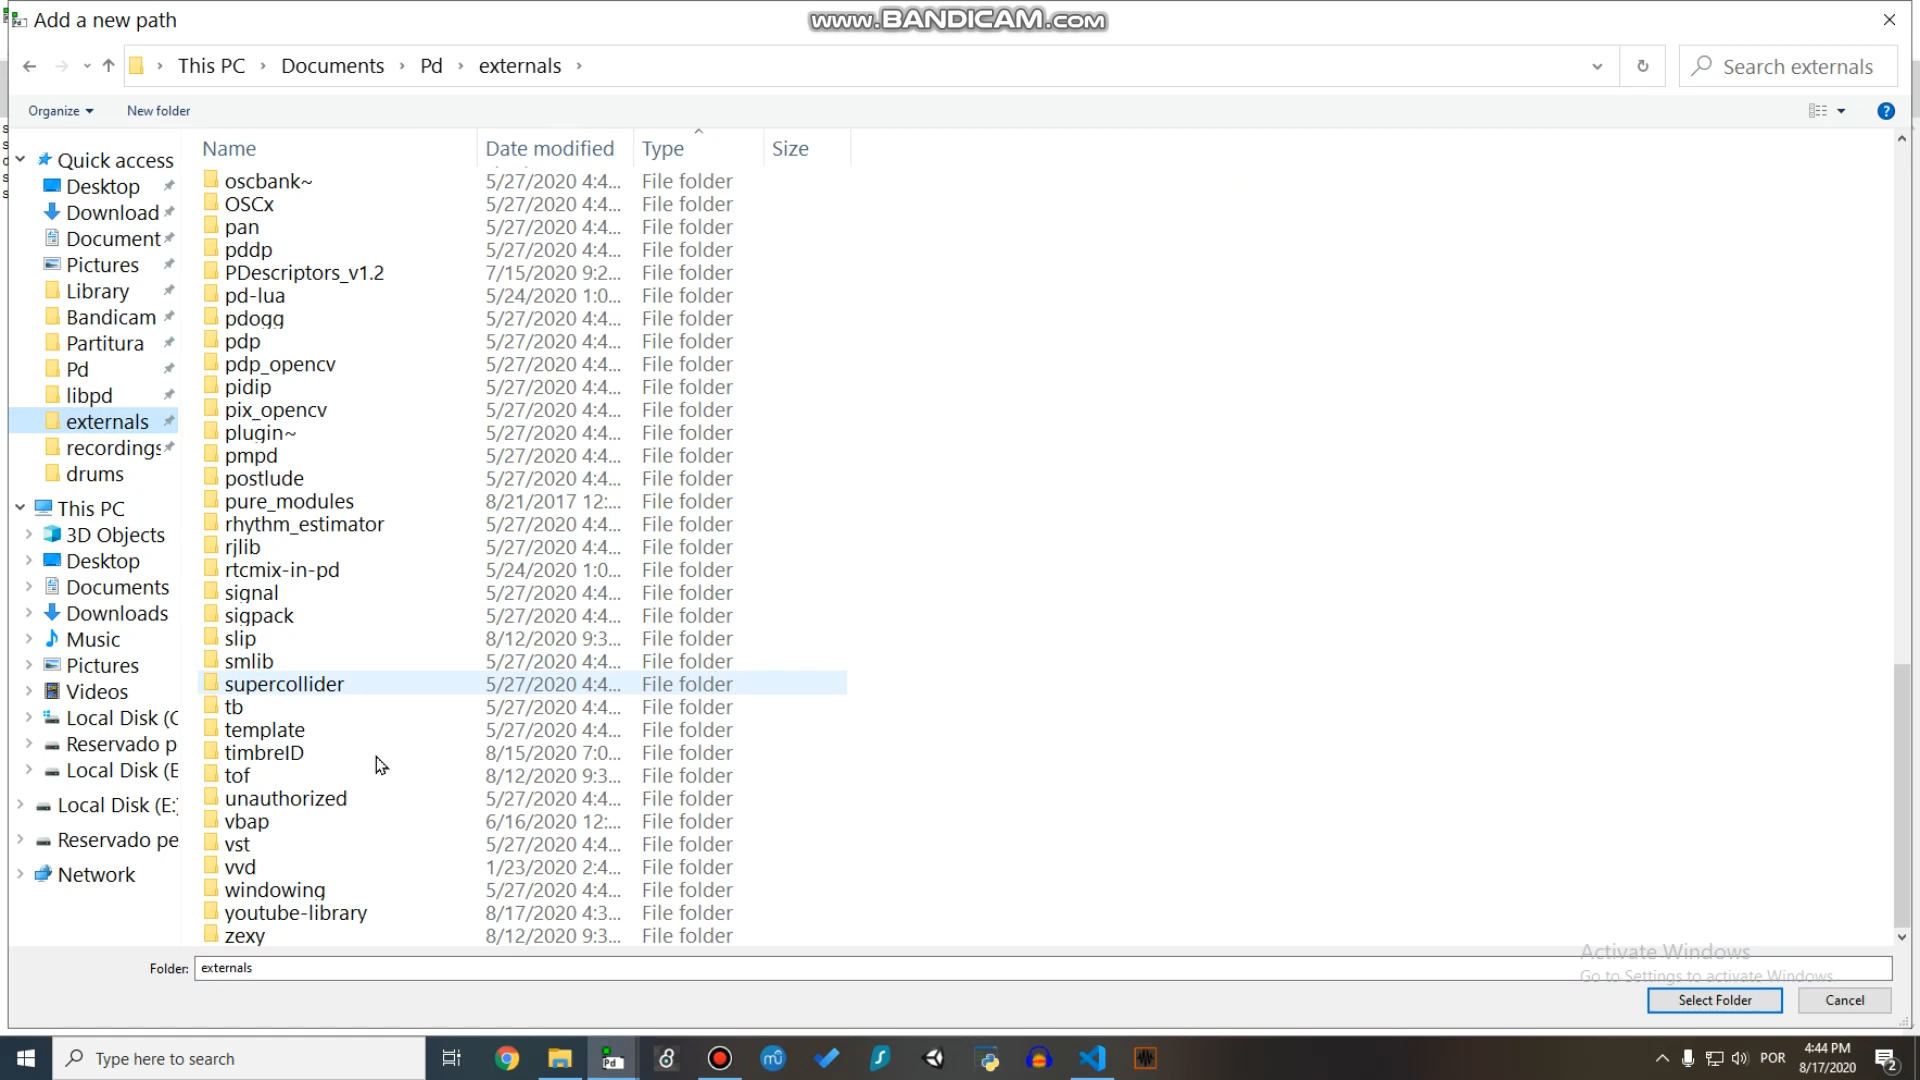 Add a new path
www.BANDICAM.com
This PC > Documents > Pd > externals >
Search externals
Organize
New folder
Name Date modified Type Size
Quick access
Desktop
Download
Document
Pictures
Library
Bandicam
Partitura
Pd
libpd
externals
recordings
drums
This PC
3D Objects
Desktop
Documents
Downloads
Music
Pictures
Videos
Local Disk (C
Reservado p
Local Disk (E
Local Disk (E:)
Reservado pe
Network
oscbank~ 5/27/2020 4:4... File folder
OSCx 5/27/2020 4:4... File folder
pan 5/27/2020 4:4... File folder
pddp 5/27/2020 4:4... File folder
PDescriptors_v1.2 7/15/2020 9:2... File folder
pd-lua 5/24/2020 1:0... File folder
pdogg 5/27/2020 4:4... File folder
pdp 5/27/2020 4:4... File folder
pdp_opencv 5/27/2020 4:4... File folder
pidip 5/27/2020 4:4... File folder
pix_opencv 5/27/2020 4:4... File folder
plugin~ 5/27/2020 4:4... File folder
pmpd 5/27/2020 4:4... File folder
postlude 5/27/2020 4:4... File folder
pure_modules 8/21/2017 12:... File folder
rhythm_estimator 5/27/2020 4:4... File folder
rjlib 5/27/2020 4:4... File folder
rtcmix-in-pd 5/24/2020 1:0... File folder
signal 5/27/2020 4:4... File folder
sigpack 5/27/2020 4:4... File folder
slip 8/12/2020 9:3... File folder
smlib 5/27/2020 4:4... File folder
supercollider 5/27/2020 4:4... File folder
tb 5/27/2020 4:4... File folder
template 5/27/2020 4:4... File folder
timbreID 8/15/2020 7:0... File folder
tof 8/12/2020 9:3... File folder
unauthorized 5/27/2020 4:4... File folder
vbap 6/16/2020 12:... File folder
vst 5/27/2020 4:4... File folder
vvd 1/23/2020 2:4... File folder
windowing 5/27/2020 4:4... File folder
youtube-library 8/17/2020 4:3... File folder
zexy 8/12/2020 9:3... File folder
Activate Windows
Go to Settings to activate Windows.
Folder: externals
Select Folder
Cancel
Type here to search
Pd
POR
4:44 PM
8/17/2020
2